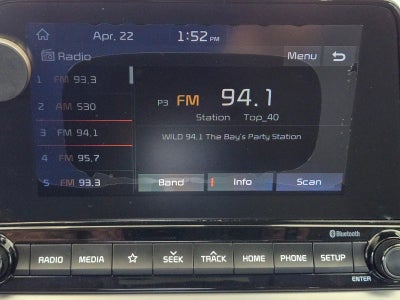 Apr. 22 1:52 PM
Radio Menu
1 FM 93.3
2 AM 530
3 FM 94.1
4 FM 95.7
5 FM 93.3
P3 FM 94.1
Station Top_40
WILD 94.1 The Bay's Party Station
Band Info Scan
Bluetooth
RADIO MEDIA SEEK TRACK HOME PHONE SETUP
ENTER